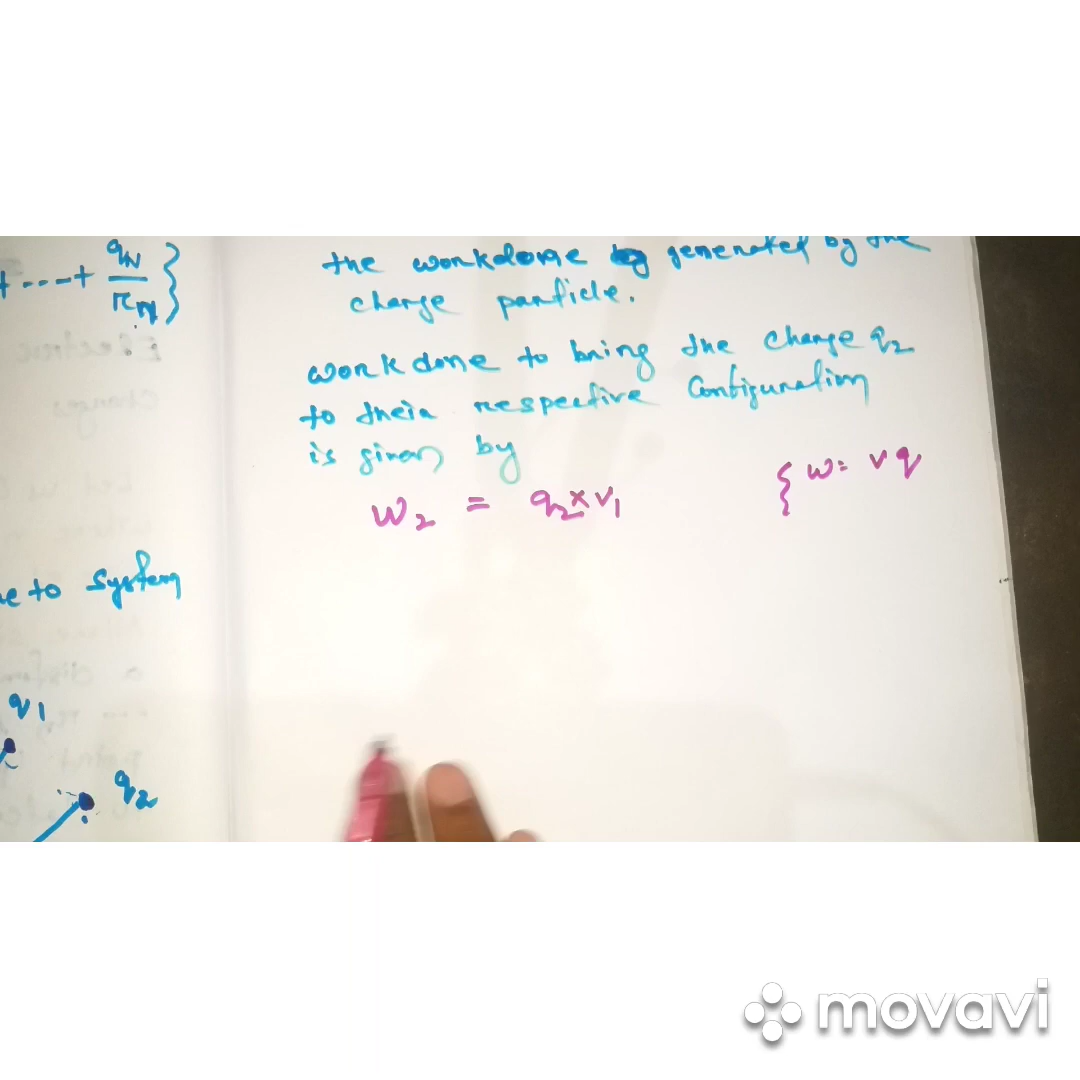 + ---- + qN / rN }
the workdone generated by the
charge particle.
work done to bring the charge q2
to their respective Configuration
is given by
w2 = q2 × v1 { w = v q
to system
q1
q2
movavi